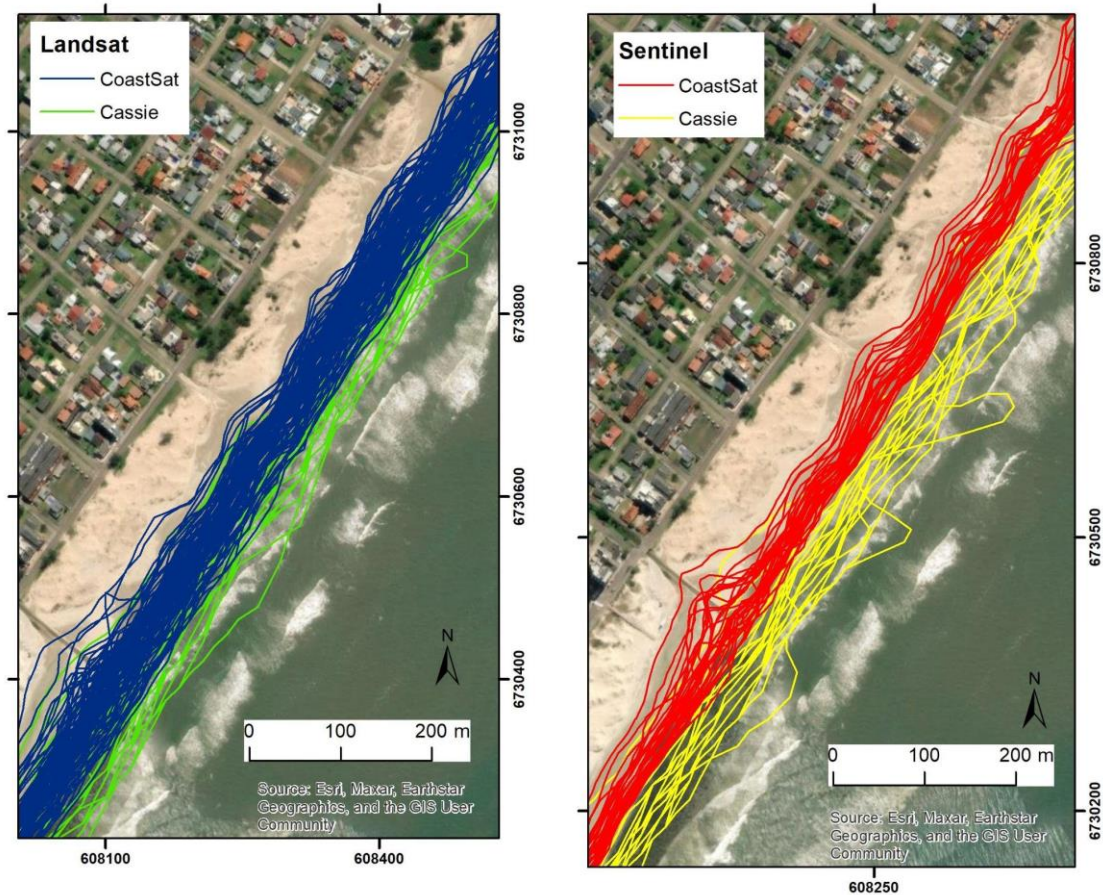 Landsat
CoastSat
Cassie
6731000
6730800
6730600
6730400
N
0 100 200 m
Source: Esri, Maxar, Earthstar
Geographics, and the GIS User
Community
608100 608400
Sentinel
CoastSat
Cassie
6730800
6730500
6730200
N
0 100 200 m
Source: Esri, Maxar, Earthstar
Geographics, and the GIS User
Community
608250